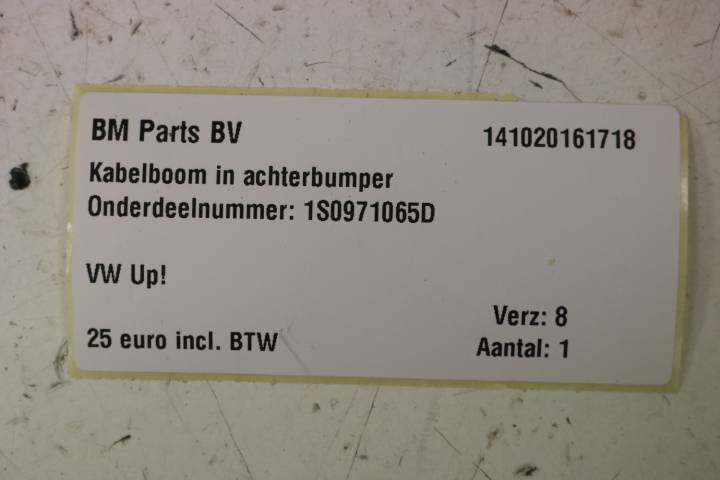 BM Parts BV 141020161718
Kabelboom in achterbumper
Onderdeelnummer: 1S0971065D
VW Up!
Verz: 8
25 euro incl. BTW Aantal: 1